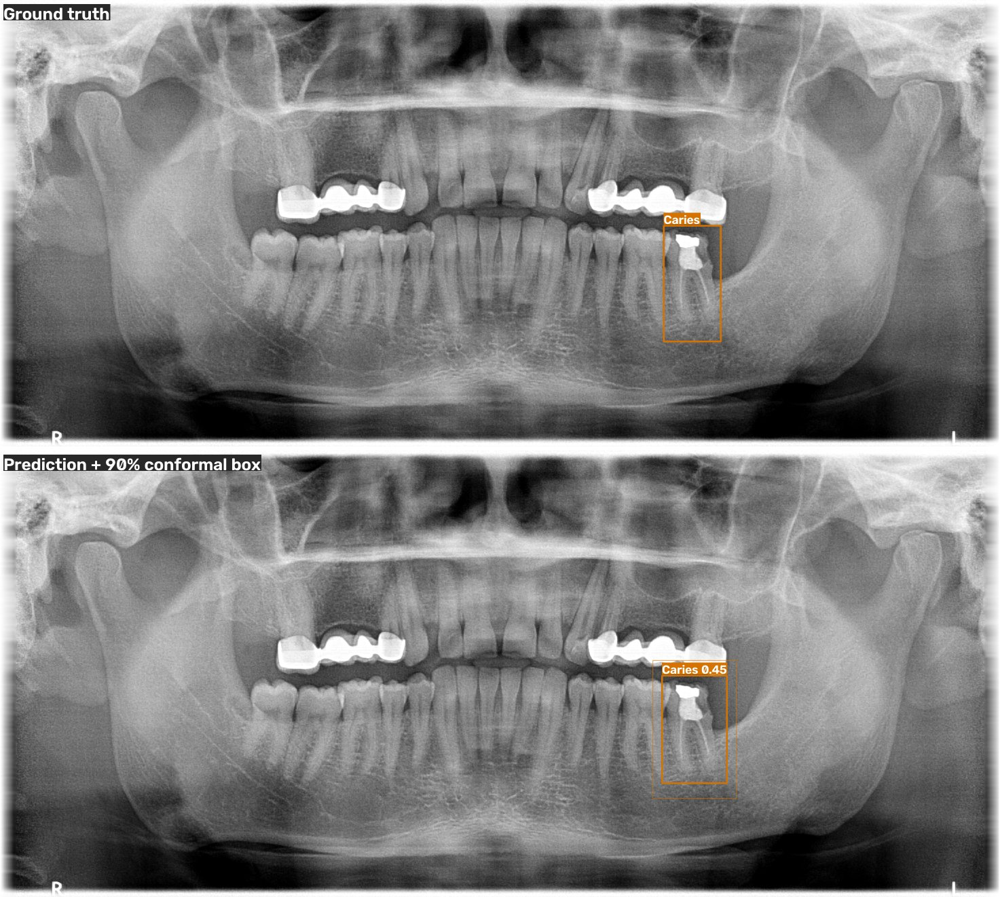 Ground truth
Caries
R
Prediction + 90% conformal box
Caries 0.45
R